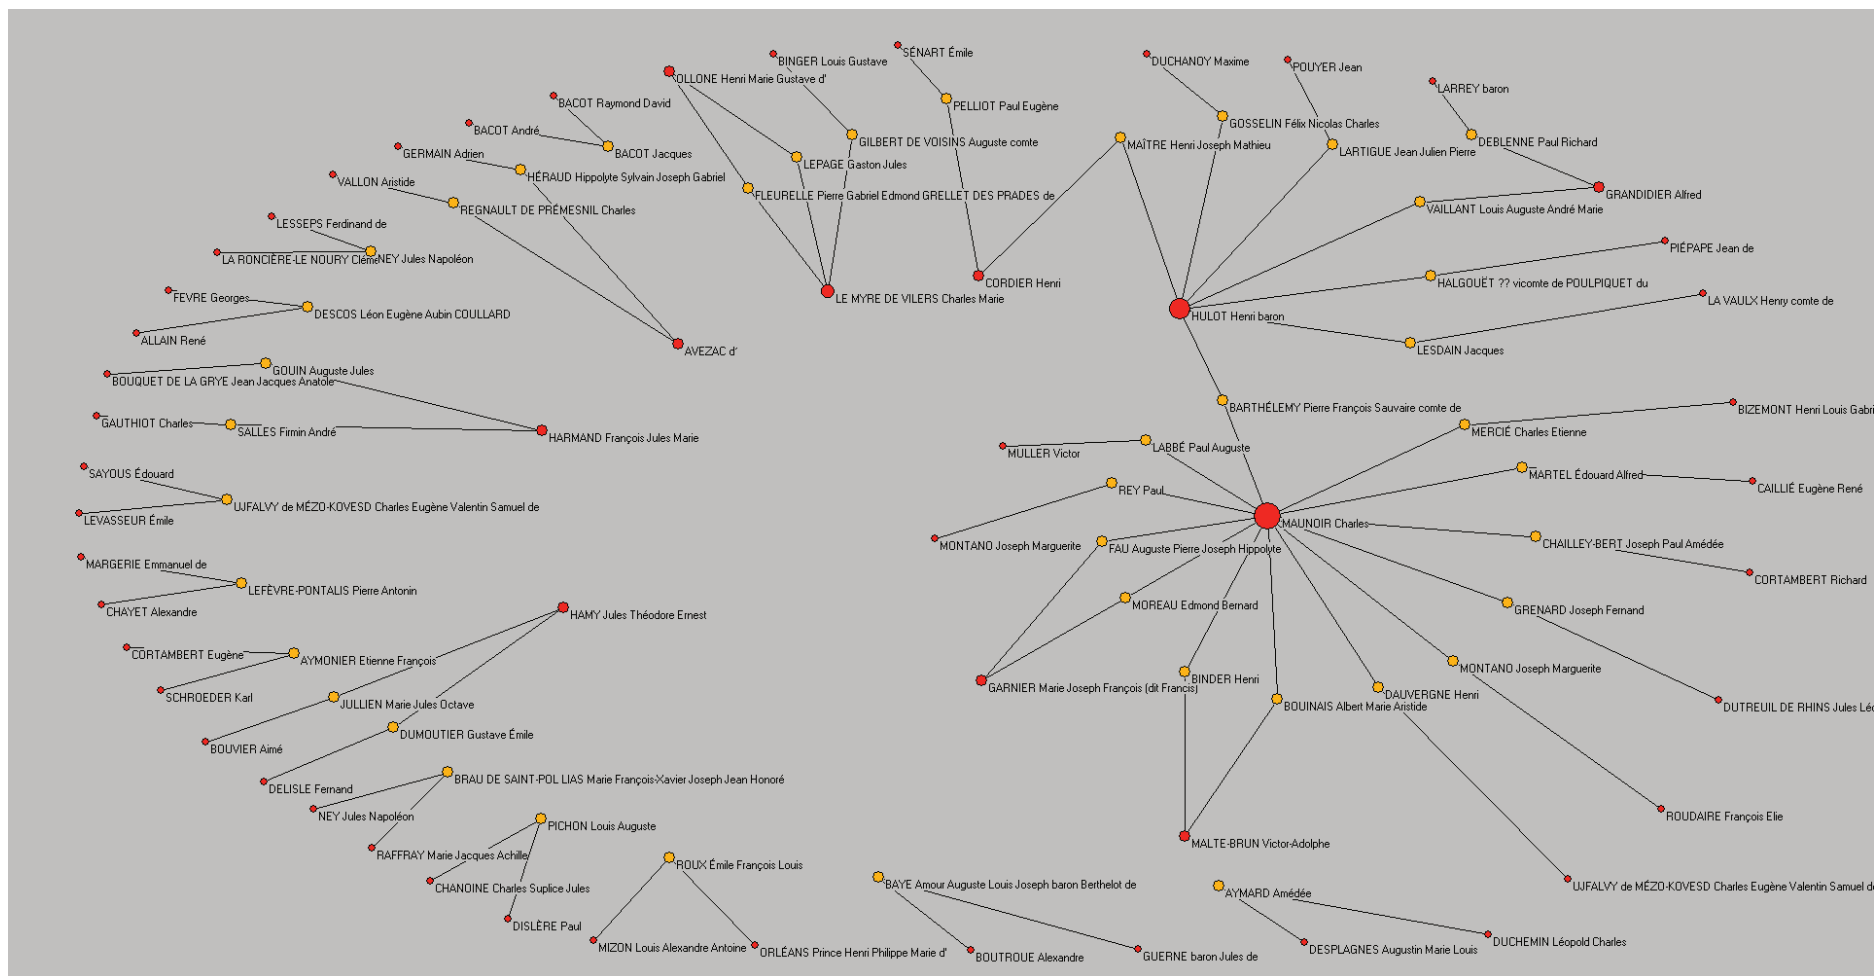 SÉNART Émile
BINGER Louis Gustave
DUCHANOY Maxime
POUYER Jean
OLLONE Henri Marie Gustave d'
LARREY baron
BACOT Raymond David
PELLIOT Paul Eugène
GOSSELIN Félix Nicolas Charles
BACOT André
GILBERT DE VOISINS Auguste comte
MAÎTRE Henri Joseph Mathieu
DEBLENNE Paul Richard
GERMAIN Adrien
BACOT Jacques
LARTIGUE Jean Julien Pierre
LEPAGE Gaston Jules
HÉRAUD Hippolyte Sylvain Joseph Gabriel
VALLON Aristide
FLEURELLE Pierre Gabriel Edmond GRELLET DES PRADES de
GRANDIDIER Alfred
REGNAULT DE PRÉMESNIL Charles
VAILLANT Louis Auguste André Marie
LESSEPS Ferdinand de
PIÉPAPE Jean de
LA RONCIÈRE-LE NOURY Cléme
NEY Jules Napoléon
CORDIER Henri
HALGOUËT ?? vicomte de POULPIQUET du
FEVRE Georges
LE MYRE DE VILERS Charles Marie
LA VAULX Henry comte de
DESCOS Léon Eugène Aubin COULLARD
HULOT Henri baron
ALLAIN René
AVEZAC d'
LESDAIN Jacques
GOUIN Auguste Jules
BOUQUET DE LA GRYE Jean Jacques Anatole
BARTHÉLEMY Pierre François Sauvaire comte de
BIZEMONT Henri Louis Gabri
GAUTHIOT Charles
SALLES Firmin André
HARMAND François Jules Marie
MERCIÉ Charles Etienne
MULLER Victor
LABBÉ Paul Auguste
SAYOUS Édouard
MARTEL Édouard Alfred
CAILLIÉ Eugène René
REY Paul
UJFALVY de MÉZO-KOVESD Charles Eugène Valentin Samuel de
LEVASSEUR Émile
MAUNOIR Charles
MONTANO Joseph Marguerite
FAU Auguste Pierre Joseph Hippolyte
CHAILLEY-BERT Joseph Paul Amédée
MARGERIE Emmanuel de
CORTAMBERT Richard
LEFÈVRE-PONTALIS Pierre Antonin
MOREAU Edmond Bernard
GRENARD Joseph Fernand
CHAYET Alexandre
HAMY Jules Théodore Ernest
CORTAMBERT Eugène
AYMONIER Etienne François
MONTANO Joseph Marguerite
BINDER Henri
GARNIER Marie Joseph François (dit Francis)
DAUVERGNE Henri
SCHROEDER Karl
JULLIEN Marie Jules Octave
BOUINAIS Albert Marie Aristide
DUTREUIL DE RHINS Jules Léo
DUMOUTIER Gustave Émile
BOUVIER Aimé
BRAU DE SAINT-POL LIAS Marie François-Xavier Joseph Jean Honoré
DELISLE Fernand
NEY Jules Napoléon
ROUDAIRE François Elie
PICHON Louis Auguste
MALTE-BRUN Victor-Adolphe
RAFFRAY Marie Jacques Achille
ROUX Émile François Louis
CHANOINE Charles Suplice Jules
BAYE Amour Auguste Louis Joseph baron Berthelot de
UJFALVY de MÉZO-KOVESD Charles Eugène Valentin Samuel de
AYMARD Amédée
DISLÈRE Paul
DUCHEMIN Léopold Charles
MIZON Louis Alexandre Antoine
ORLÉANS Prince Henri Philippe Marie d'
BOUTROUE Alexandre
GUERNE baron Jules de
DESPLAGNES Augustin Marie Louis